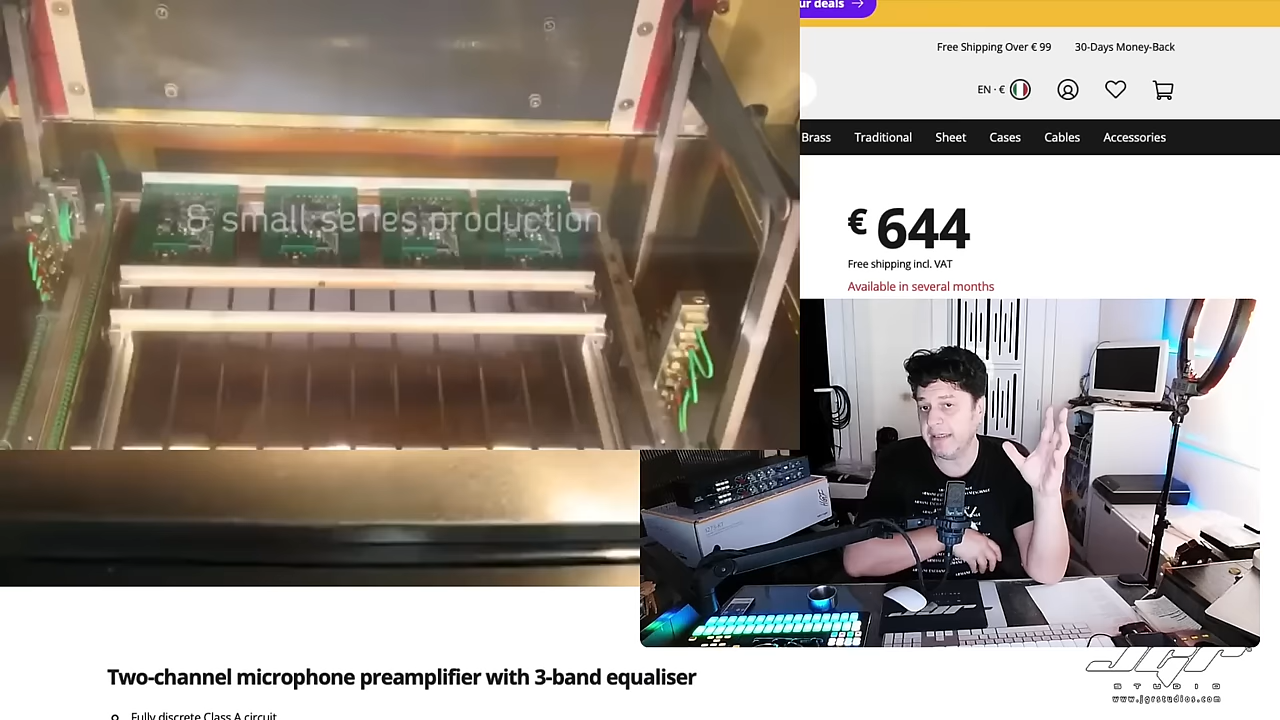 ur deals →
Free Shipping Over € 99 30-Days Money-Back
EN · €
Brass Traditional Sheet Cases Cables Accessories
& small series production
€ 644
Free shipping incl. VAT
Available in several months
Two-channel microphone preamplifier with 3-band equaliser
Fully discrete Class A circuit
JGR
STUDIO
www.jgrstudios.com